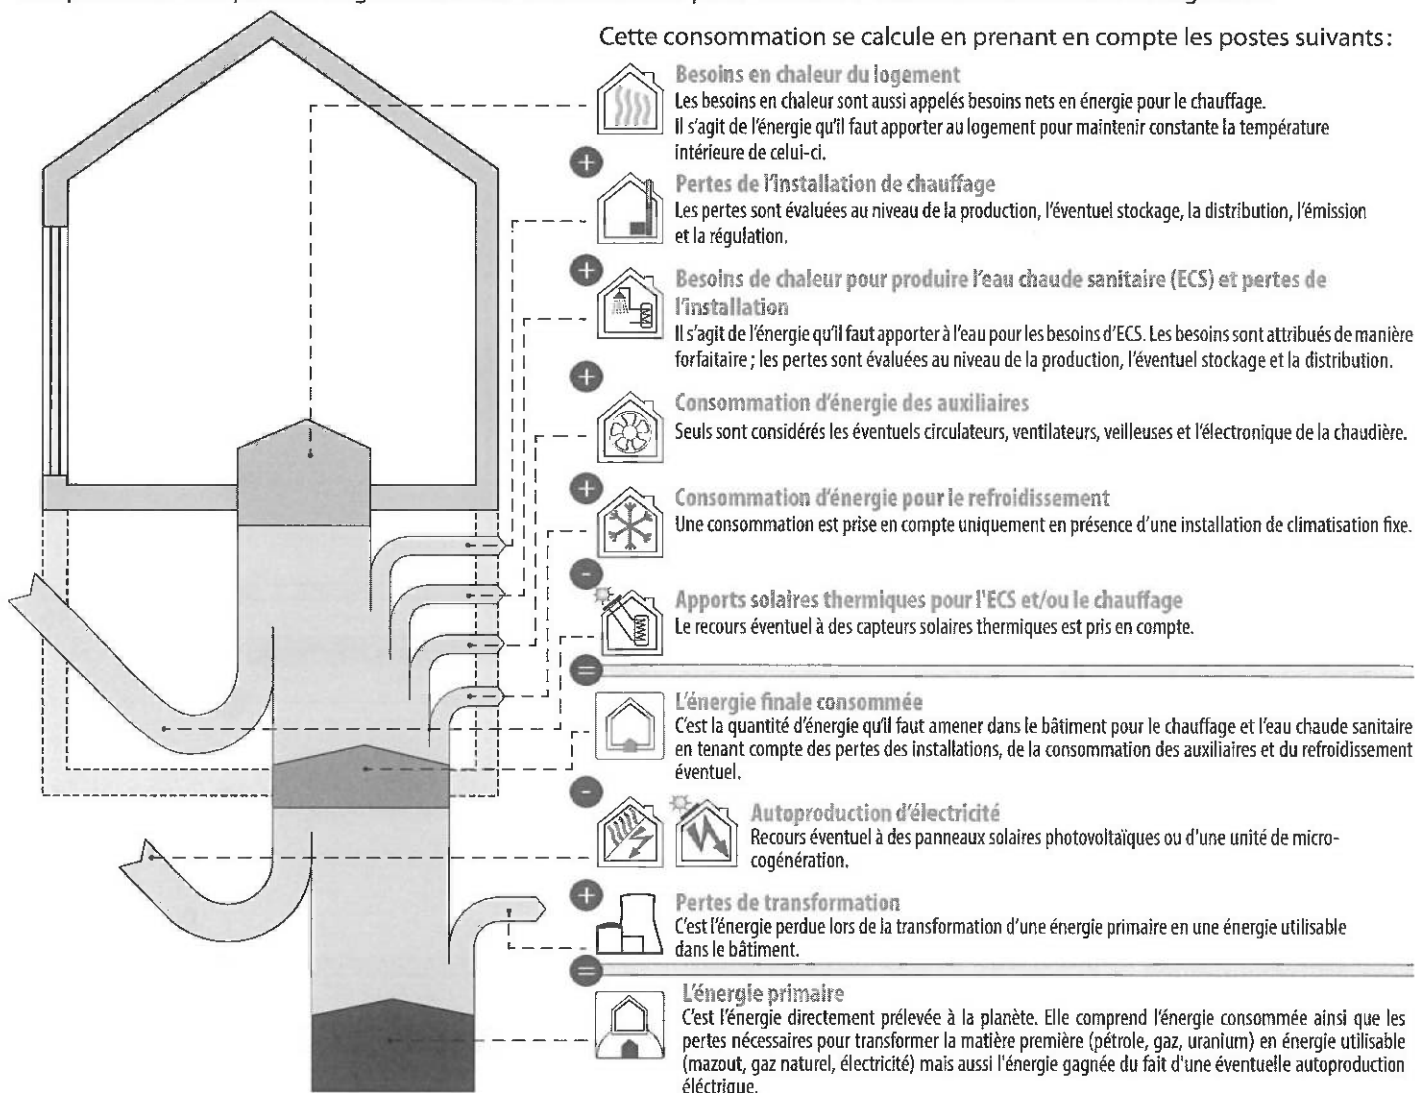 Cette consommation se calcule en prenant en compte les postes suivants:
Besoins en chaleur du logement
Les besoins en chaleur sont aussi appelés besoins nets en énergie pour le chauffage.
Il s'agit de l'énergie qu'il faut apporter au logement pour maintenir constante la température
intérieure de celui-ci.
+
Pertes de l'installation de chauffage
Les pertes sont évaluées au niveau de la production, l'éventuel stockage, la distribution, l'émission
et la régulation.
+
Besoins de chaleur pour produire l'eau chaude sanitaire (ECS) et pertes de
l'installation
Il s'agit de l'énergie qu'il faut apporter à l'eau pour les besoins d'ECS. Les besoins sont attribués de manière
forfaitaire ; les pertes sont évaluées au niveau de la production, l'éventuel stockage et la distribution.
+
Consommation d'énergie des auxiliaires
Seuls sont considérés les éventuels circulateurs, ventilateurs, veilleuses et l'électronique de la chaudière.
+
Consommation d'énergie pour le refroidissement
Une consommation est prise en compte uniquement en présence d'une installation de climatisation fixe.
-
Apports solaires thermiques pour l'ECS et/ou le chauffage
Le recours éventuel à des capteurs solaires thermiques est pris en compte.
=
L'énergie finale consommée
C'est la quantité d'énergie qu'il faut amener dans le bâtiment pour le chauffage et l'eau chaude sanitaire
en tenant compte des pertes des installations, de la consommation des auxiliaires et du refroidissement
éventuel.
-
Autoproduction d'électricité
Recours éventuel à des panneaux solaires photovoltaïques ou d'une unité de micro-
cogénération.
+
Pertes de transformation
C'est l'énergie perdue lors de la transformation d'une énergie primaire en une énergie utilisable
dans le bâtiment.
=
L'énergie primaire
C'est l'énergie directement prélevée à la planète. Elle comprend l'énergie consommée ainsi que les
pertes nécessaires pour transformer la matière première (pétrole, gaz, uranium) en énergie utilisable
(mazout, gaz naturel, électricité) mais aussi l'énergie gagnée du fait d'une éventuelle autoproduction
éléctrique.